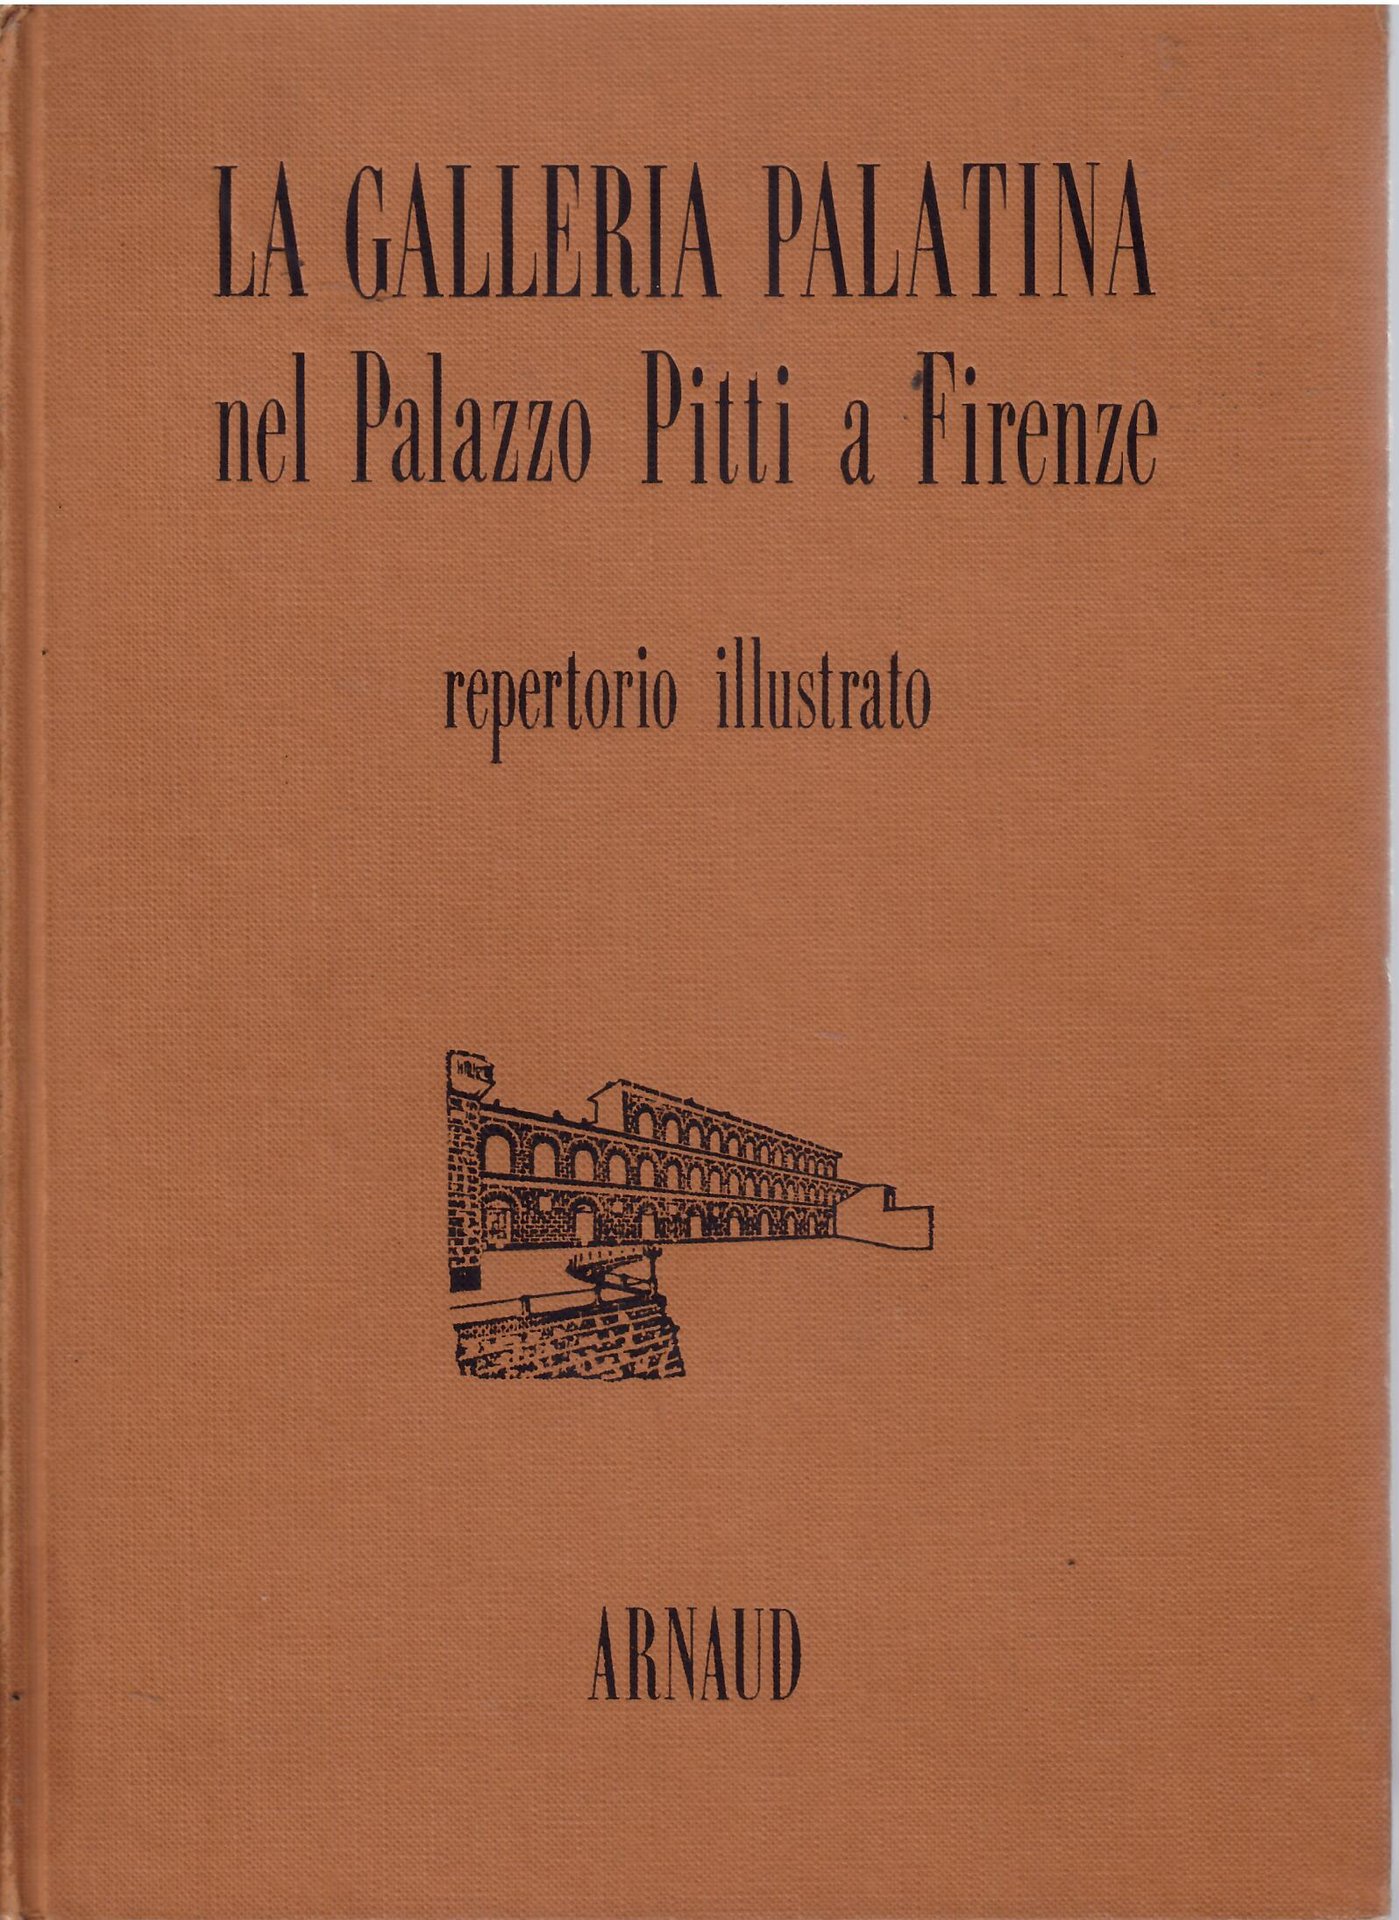 LA GALLERIA PALATINA
nel Palazzo Pitti a Firenze
repertorio illustrato
ARNAUD